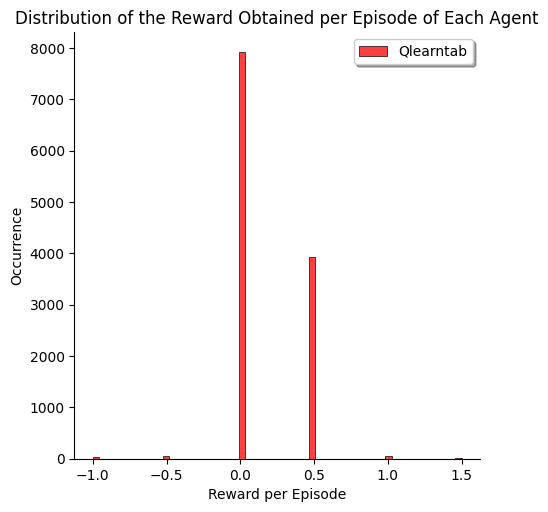 Distribution of the Reward Obtained per Episode of Each Agent
Qlearntab
8000
7000
6000
5000
4000
3000
2000
1000
0
Occurrence
−1.0 −0.5 0.0 0.5 1.0 1.5
Reward per Episode